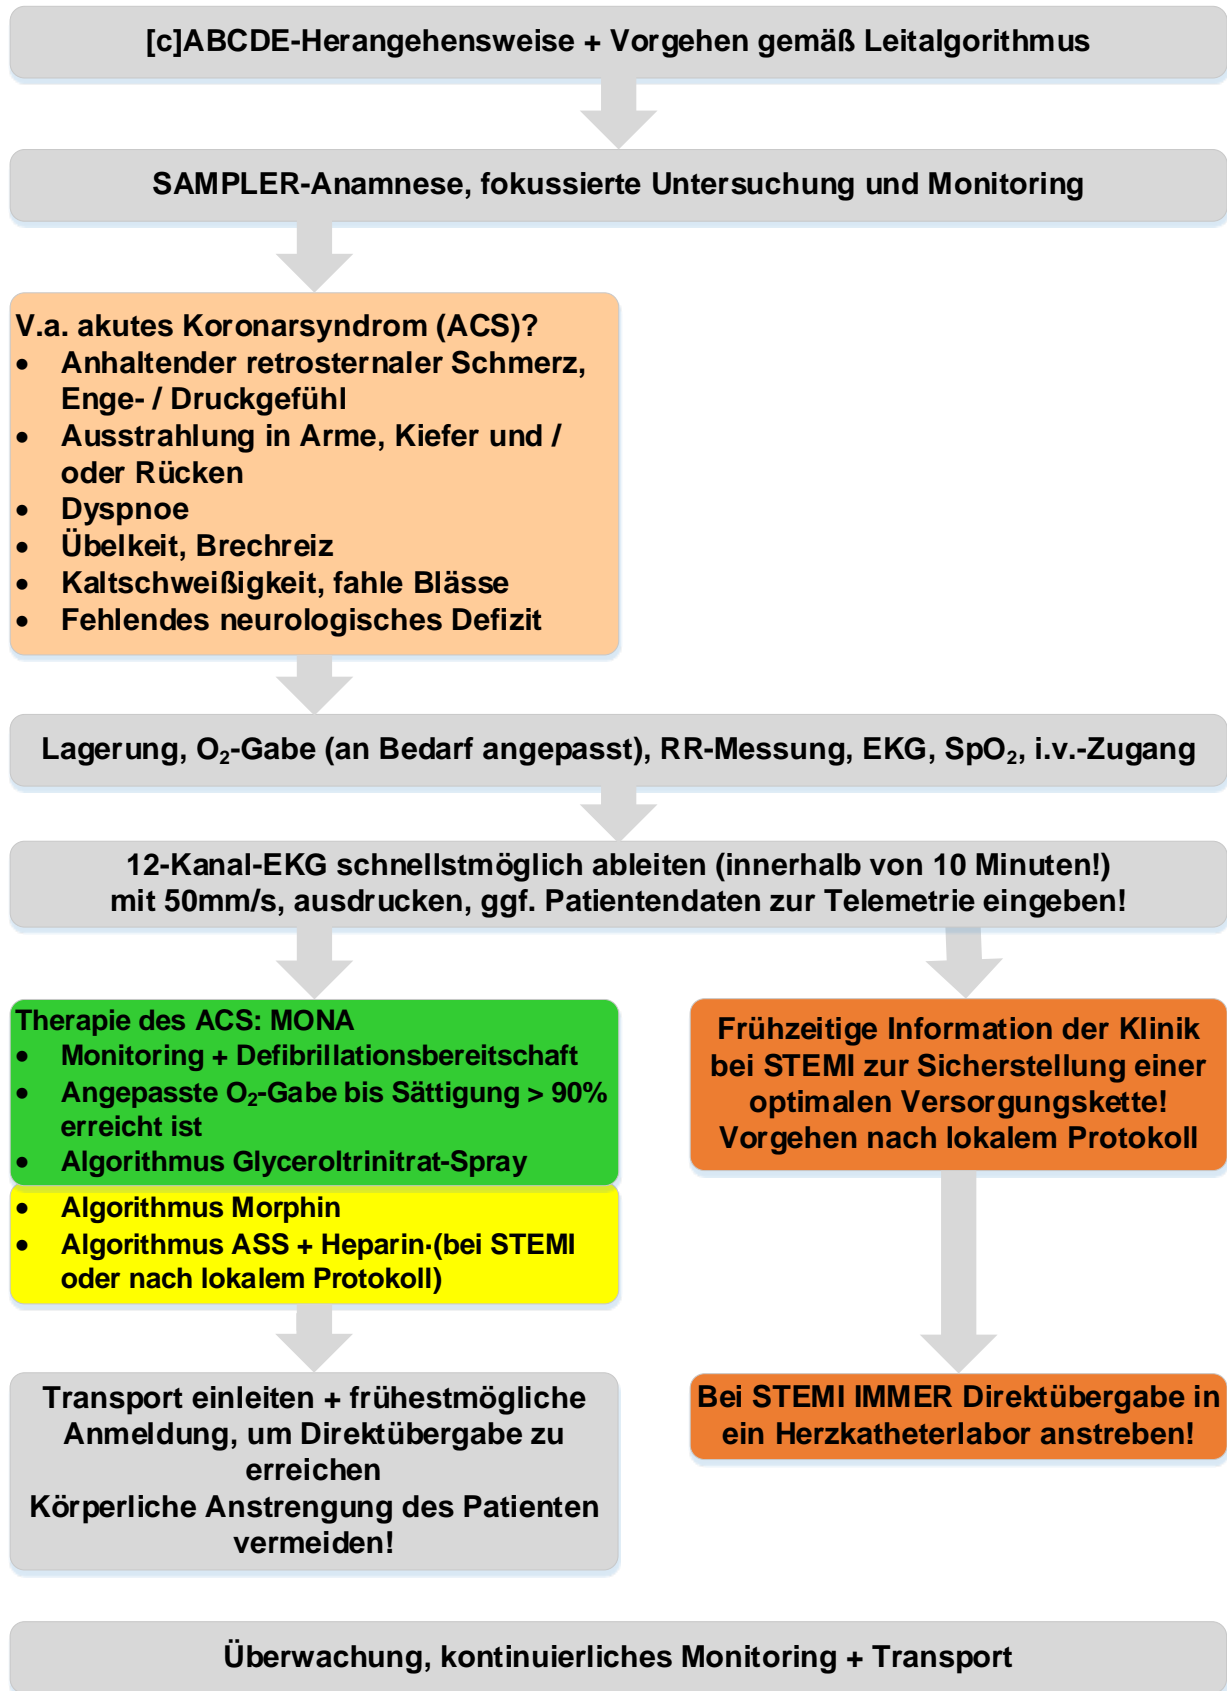 [c]ABCDE-Herangehensweise + Vorgehen gemäß Leitalgorithmus
SAMPLER-Anamnese, fokussierte Untersuchung und Monitoring
V.a. akutes Koronarsyndrom (ACS)?
• Anhaltender retrosternaler Schmerz,
Enge- / Druckgefühl
• Ausstrahlung in Arme, Kiefer und /
oder Rücken
• Dyspnoe
• Übelkeit, Brechreiz
• Kaltschweißigkeit, fahle Blässe
• Fehlendes neurologisches Defizit
Lagerung, O₂-Gabe (an Bedarf angepasst), RR-Messung, EKG, SpO₂, i.v.-Zugang
12-Kanal-EKG schnellstmöglich ableiten (innerhalb von 10 Minuten!)
mit 50mm/s, ausdrucken, ggf. Patientendaten zur Telemetrie eingeben!
Therapie des ACS: MONA
• Monitoring + Defibrillationsbereitschaft
• Angepasste O₂-Gabe bis Sättigung > 90%
erreicht ist
• Algorithmus Glyceroltrinitrat-Spray
• Algorithmus Morphin
• Algorithmus ASS + Heparin·(bei STEMI
oder nach lokalem Protokoll)
Transport einleiten + frühestmögliche
Anmeldung, um Direktübergabe zu
erreichen
Körperliche Anstrengung des Patienten
vermeiden!
Frühzeitige Information der Klinik
bei STEMI zur Sicherstellung einer
optimalen Versorgungskette!
Vorgehen nach lokalem Protokoll
Bei STEMI IMMER Direktübergabe in
ein Herzkatheterlabor anstreben!
Überwachung, kontinuierliches Monitoring + Transport